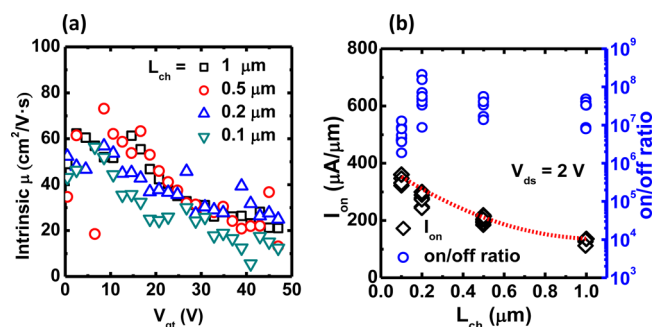 (a)
100
80
60
40
20
0
Intrinsic μ (cm²/V·s)
0 10 20 30 40 50
V_gt (V)
L_ch =
1 μm
0.5 μm
0.2 μm
0.1 μm
(b)
800
600
400
200
0
I_on (μA/μm)
0.0 0.2 0.4 0.6 0.8 1.0
L_ch (μm)
V_ds = 2 V
I_on
on/off ratio
10⁹
10⁸
10⁷
10⁶
10⁵
10⁴
10³
on/off ratio